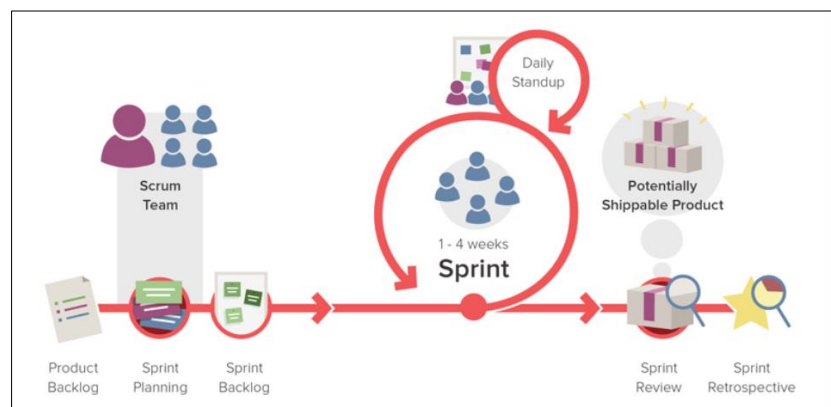 Daily
Standup
Scrum
Team
Potentially
Shippable Product
1 - 4 weeks
Sprint
Product
Backlog
Sprint
Planning
Sprint
Backlog
Sprint
Review
Sprint
Retrospective